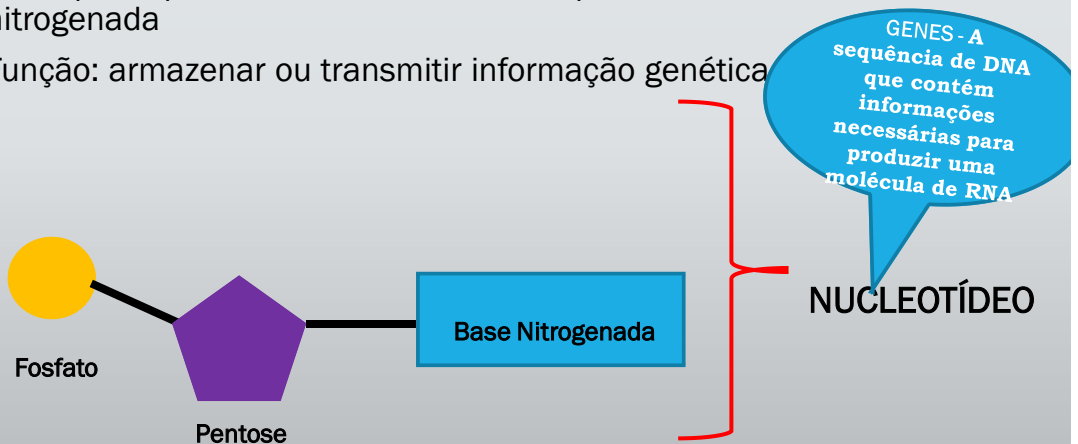 nitrogenada
função: armazenar ou transmitir informação genética
GENES - A
sequência de DNA
que contém
informações
necessárias para
produzir uma
molécula de RNA
NUCLEOTÍDEO
Base Nitrogenada
Fosfato
Pentose